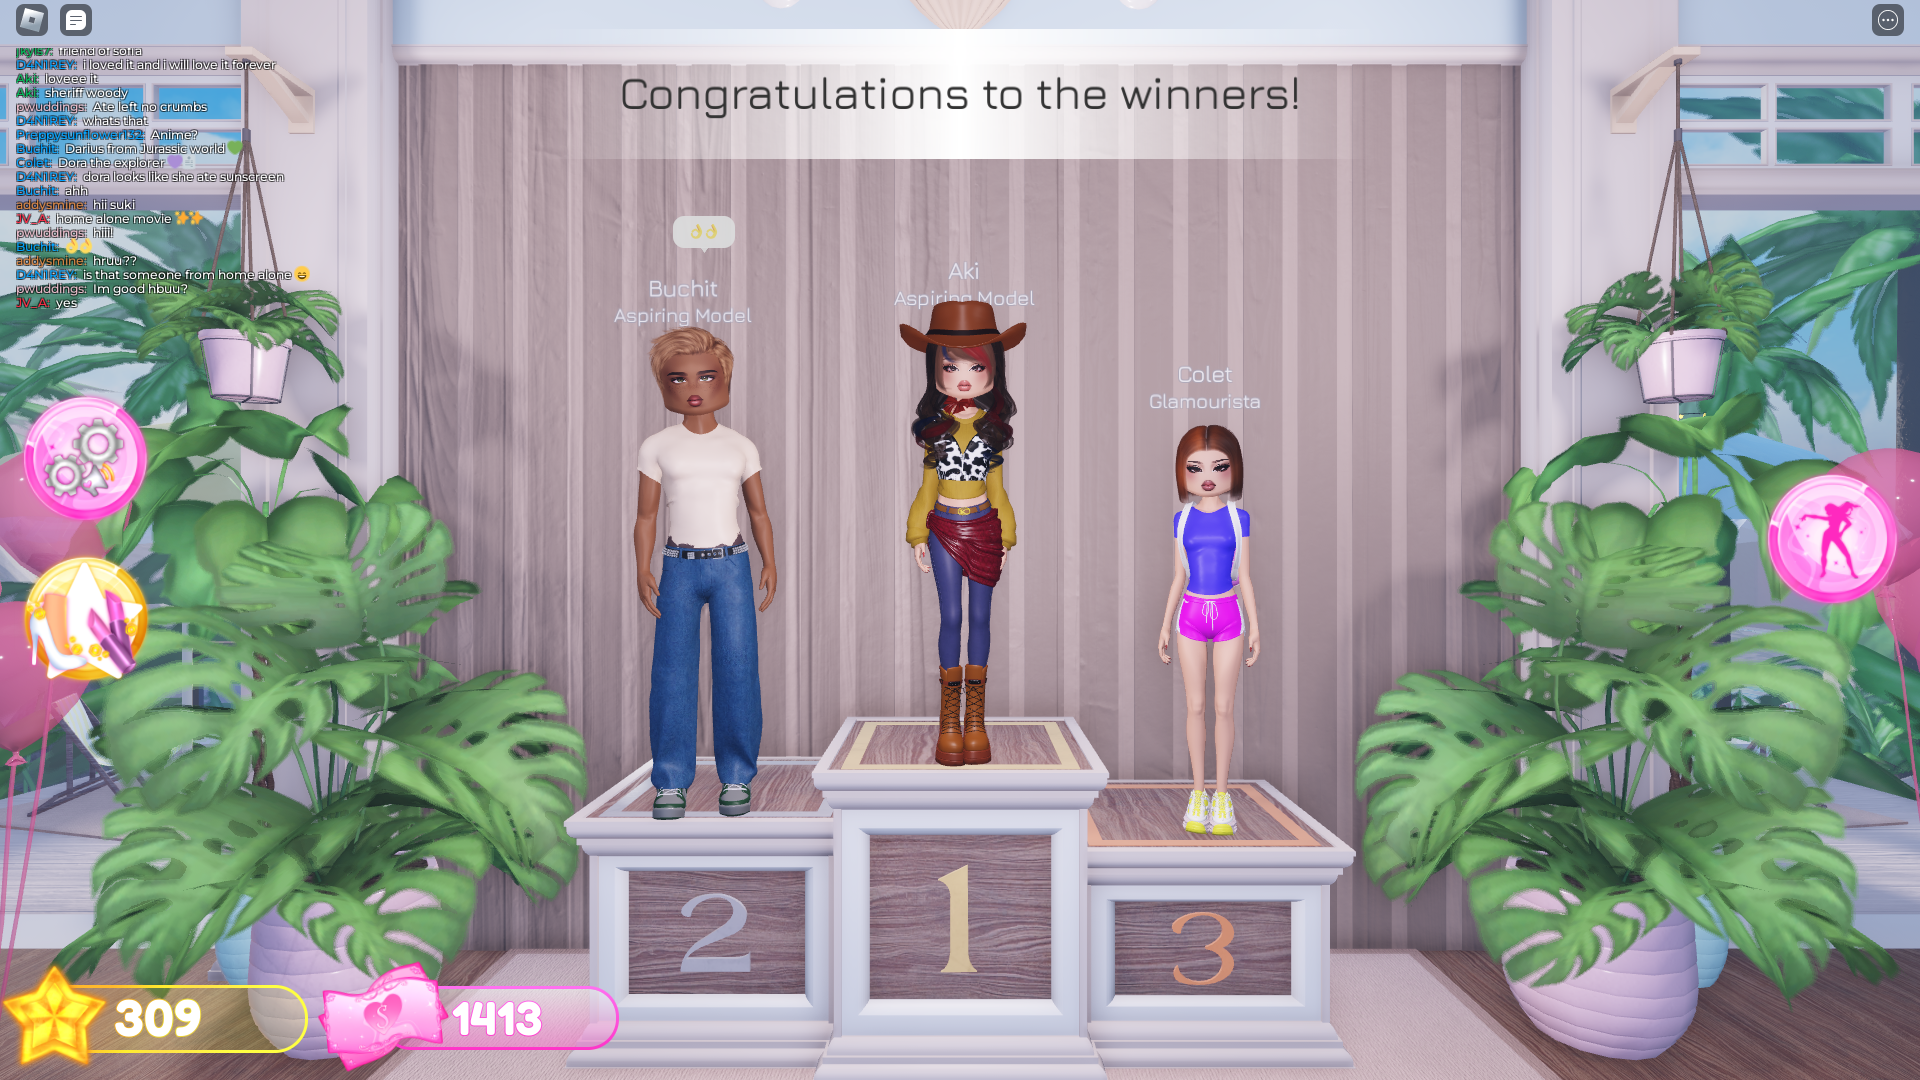 friend of sofia
D4N1REY: i loved it and i will love it forever
Aki: loveee it
Aki: sheriff woody
pwuddings: Ate left no crumbs
D4N1REY: whats that
Preppysunflower132: Anime?
Buchit: Darius from Jurassic world 💚
Colet: Dora the explorer 💜
D4N1REY: dora looks like she ate sunscreen
Buchit: ahh
addysmine: hii suki
JV_A: home alone movie ✨✨
pwuddings: hiii!
Buchit: 👌👌
addysmine: hruu??
D4N1REY: is that someone from home alone 😄
pwuddings: Im good hbuu?
JV_A: yes
Congratulations to the winners!
👌👌
Buchit
Aspiring Model
Aki
Aspiring Model
Colet
Glamourista
2
1
3
309
1413